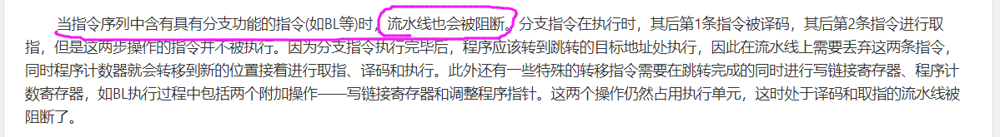 当指令序列中含有具有分支功能的指令(如BL等)时，流水线也会被阻断。分支指令在执行时，其后第1条指令被译码，其后第2条指令进行取
指，但是这两步操作的指令并不被执行。因为分支指令执行完毕后，程序应该转到跳转的目标地址处执行，因此在流水线上需要丢弃这两条指令，
同时程序计数器就会转移到新的位置接着进行取指、译码和执行。此外还有一些特殊的转移指令需要在跳转完成的同时进行写链接寄存器、程序计
数寄存器，如BL执行过程中包括两个附加操作——写链接寄存器和调整程序指针。这两个操作仍然占用执行单元，这时处于译码和取指的流水线被
阻断了。